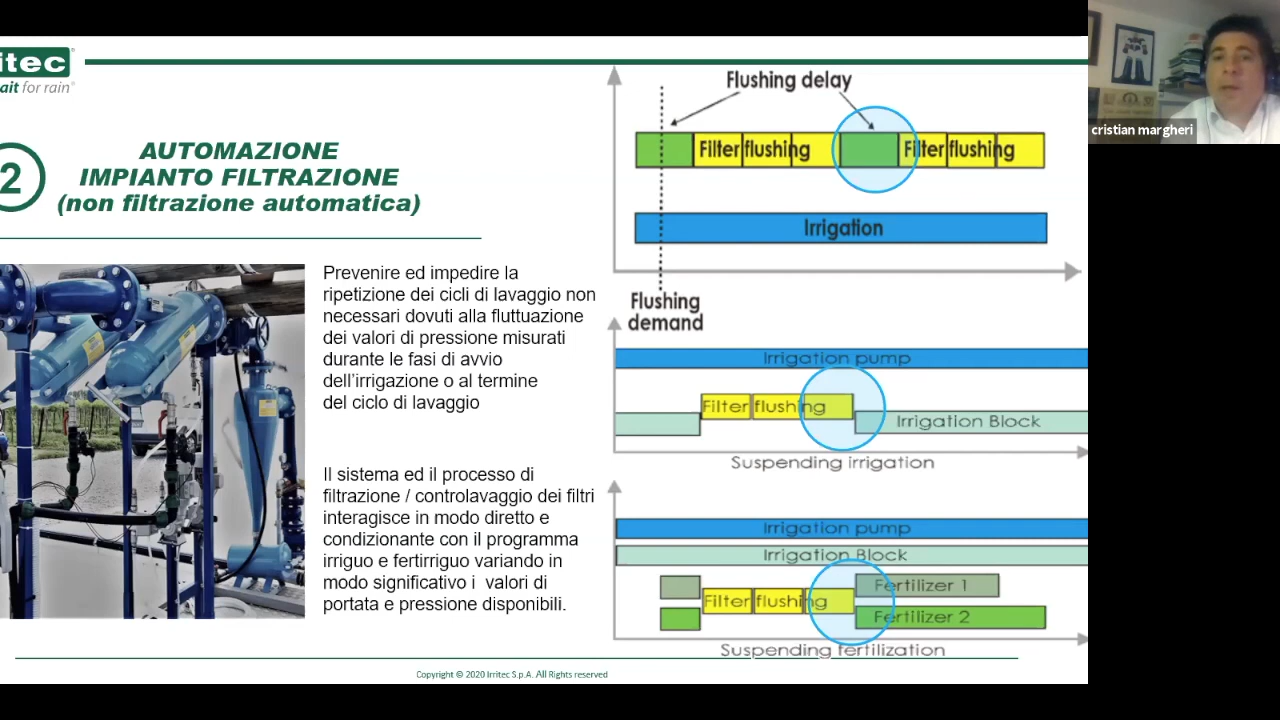 itec
ait for rain®
2
AUTOMAZIONE
IMPIANTO FILTRAZIONE
(non filtrazione automatica)
Prevenire ed impedire la
ripetizione dei cicli di lavaggio non
necessari dovuti alla fluttuazione
dei valori di pressione misurati
durante le fasi di avvio
dell'irrigazione o al termine
del ciclo di lavaggio
Il sistema ed il processo di
filtrazione / controlavaggio dei filtri
interagisce in modo diretto e
condizionante con il programma
irriguo e fertirriguo variando in
modo significativo i valori di
portata e pressione disponibili.
Flushing delay
Filter flushing
Filter flushing
Irrigation
Flushing
demand
Irrigation pump
Filter flushing
Irrigation Block
Suspending irrigation
Irrigation pump
Irrigation Block
Fertilizer 1
Filter flushing
Fertilizer 2
Suspending fertilization
Copyright © 2020 Irritec S.p.A. All Rights reserved
cristian margheri